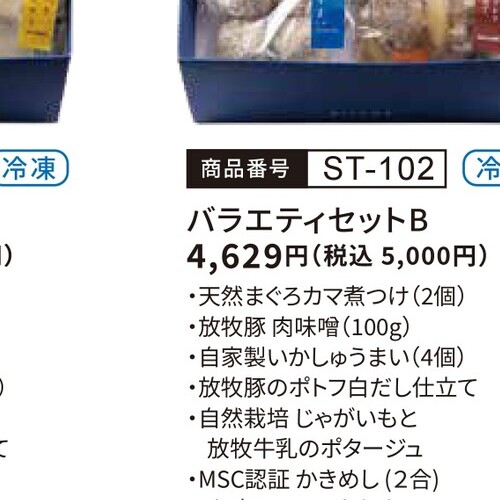 冷凍
商品番号 ST-102
バラエティセットB
4,629円(税込 5,000円)
・天然まぐろカマ煮つけ(2個)
・放牧豚 肉味噌(100g)
・自家製いかしゅうまい(4個)
・放牧豚のポトフ白だし仕立て
・自然栽培 じゃがいもと
放牧牛乳のポタージュ
・MSC認証 かきめし(2合)